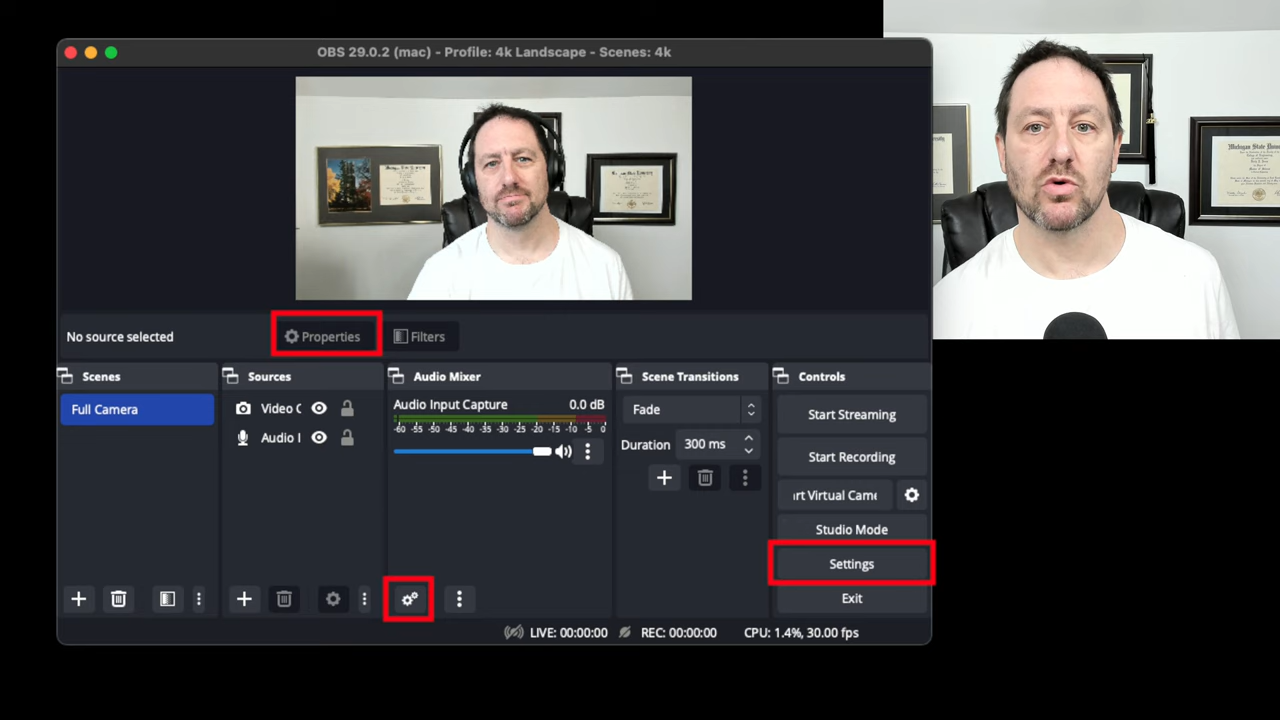 OBS 29.0.2 (mac) - Profile: 4k Landscape - Scenes: 4k
Michigan State
No source selected
Properties
Filters
Scenes
Sources
Audio Mixer
Scene Transitions
Controls
Full Camera
Video C
Audio I
Audio Input Capture
0.0 dB
-60 -55 -50 -45 -40 -35 -30 -25 -20 -15 -10 -5 0
Fade
Duration
300 ms
Start Streaming
Start Recording
rt Virtual Came
Studio Mode
Settings
Exit
LIVE: 00:00:00
REC: 00:00:00
CPU: 1.4%, 30.00 fps